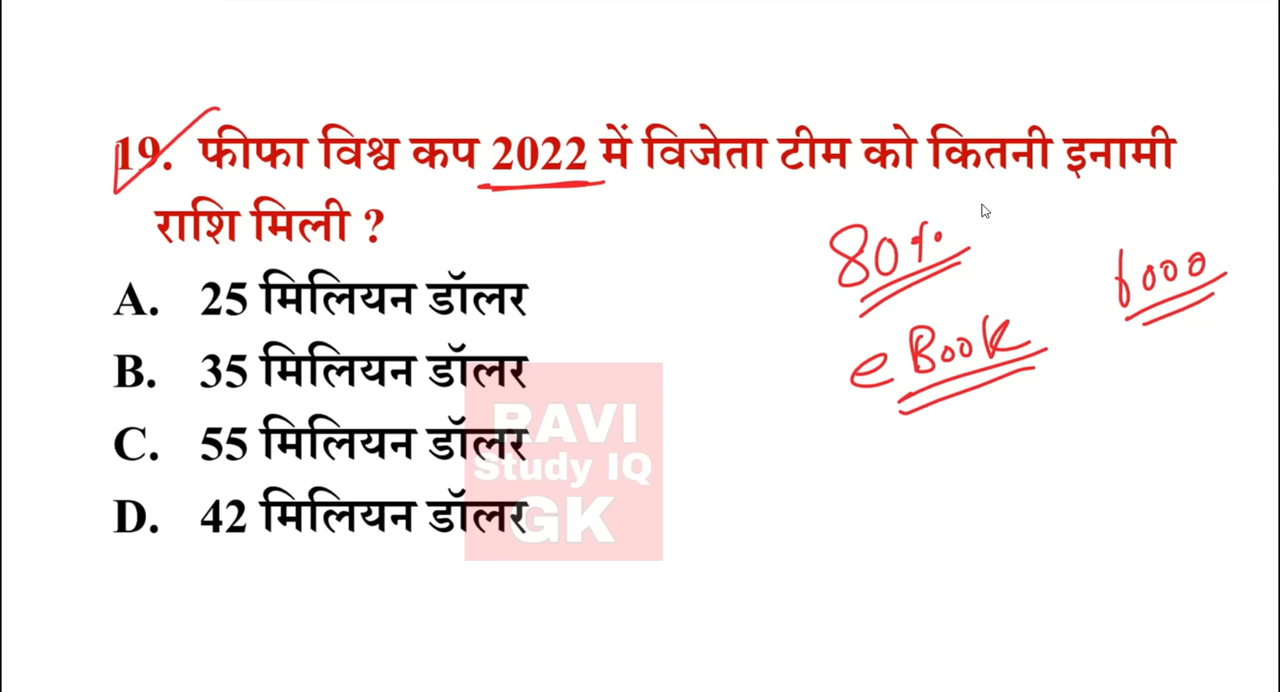 19. फीफा विश्व कप 2022 में विजेता टीम को कितनी इनामी
राशि मिली ?
80%
6000
A. 25 मिलियन डॉलर
eBook
B. 35 मिलियन डॉलर
C. 55 मिलियन डॉलर
D. 42 मिलियन डॉलर
RAVI
Study IQ
GK